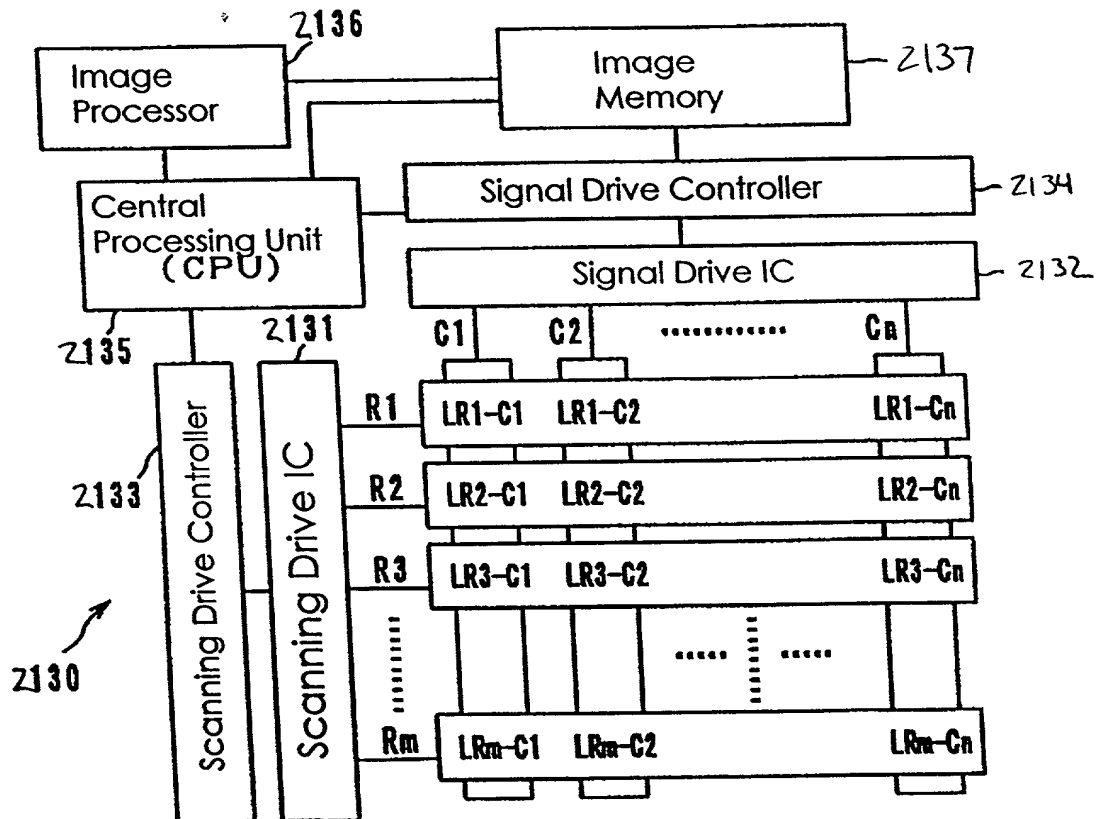 2136
Image
Processor
Image
Memory
2137
Central
Processing Unit
(CPU)
Signal Drive Controller
2134
Signal Drive IC
2132
2135
2131
C1 C2 Cn
Scanning Drive Controller
Scanning Drive IC
R1 LR1-C1 LR1-C2 LR1-Cn
2133
R2 LR2-C1 LR2-C2 LR2-Cn
R3 LR3-C1 LR3-C2 LR3-Cn
2130
Rm LRm-C1 LRm-C2 LRm-Cn